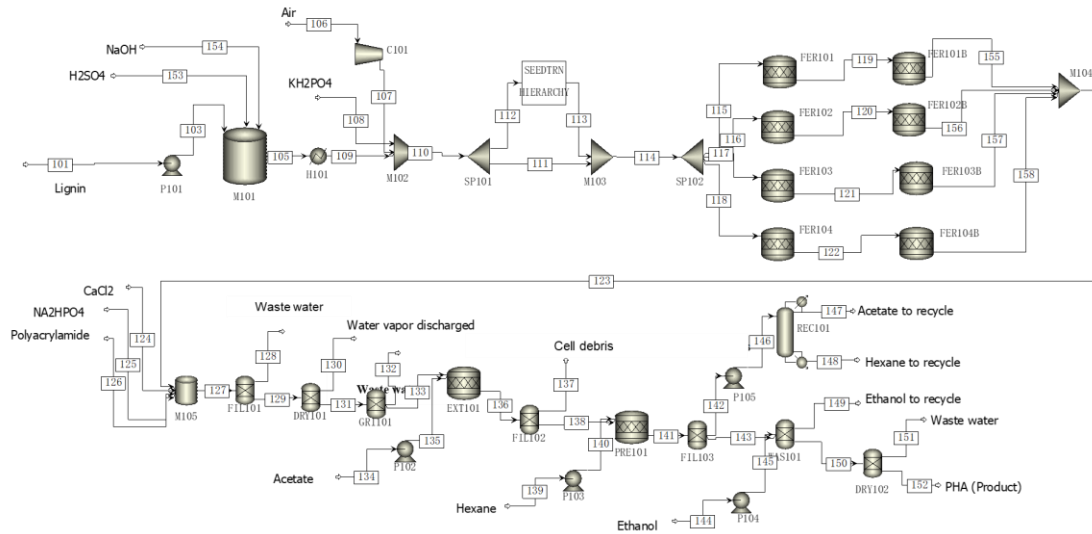 Air
106
C101
NaOH
154
H2SO4
153
KH2PO4
107
108
103
101
Lignin
P101
M101
105
H101
109
M102
110
SP101
112
SEEDTRN
HIERARCHY
113
111
M103
114
SP102
115
116
117
118
FER101
119
FER101B
155
M104
FER102
120
FER102B
156
157
FER103
121
FER103B
158
FER104
122
FER104B
123
CaCl2
NA2HPO4
Polyacrylamide
124
125
126
M105
127
Waste water
128
FIL101
129
Water vapor discharged
130
DRY101
131
132
GRI101
133
EXT101
Acetate
134
P102
135
136
Cell debris
137
FIL102
138
Hexane
139
P103
140
PRE101
141
FIL103
142
143
P105
146
REC101
147
Acetate to recycle
148
Hexane to recycle
Ethanol
144
P104
145
149
Ethanol to recycle
150
DRY102
151
Waste water
152
PHA (Product)